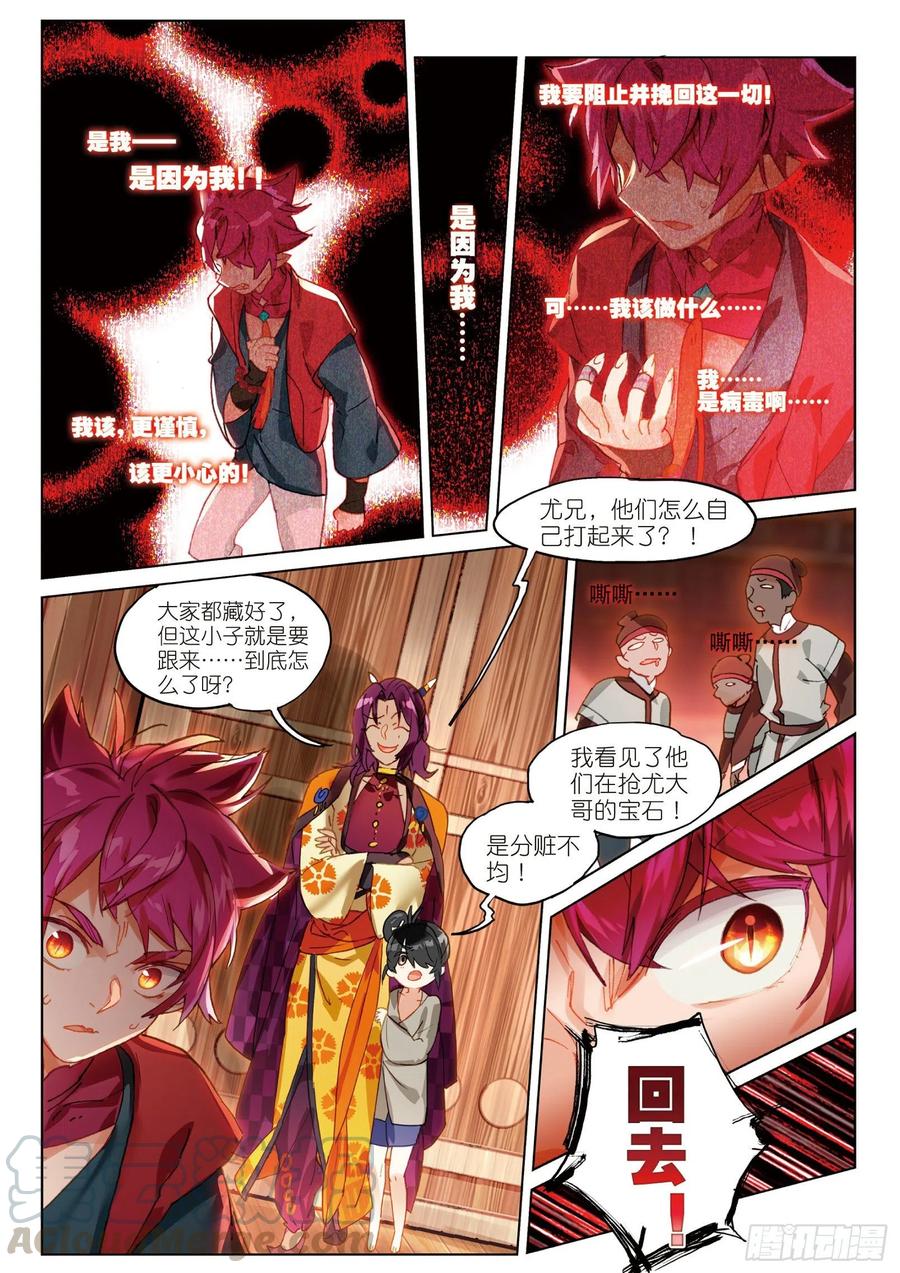 是我——
是因为我！！
我该，更谨慎，
该更小心的！
是因为我……
我要阻止并挽回这一切！
可……我该做什么……
我……
是病毒啊……
尤兄，他们怎么自
己打起来了？！
嘶嘶……
嘶嘶……
大家都藏好了，
但这小子就是要
跟来……到底怎
么了呀？
我看见了他
们在抢尤大
哥的宝石！
是分赃不
均！
回去！
腾讯动漫